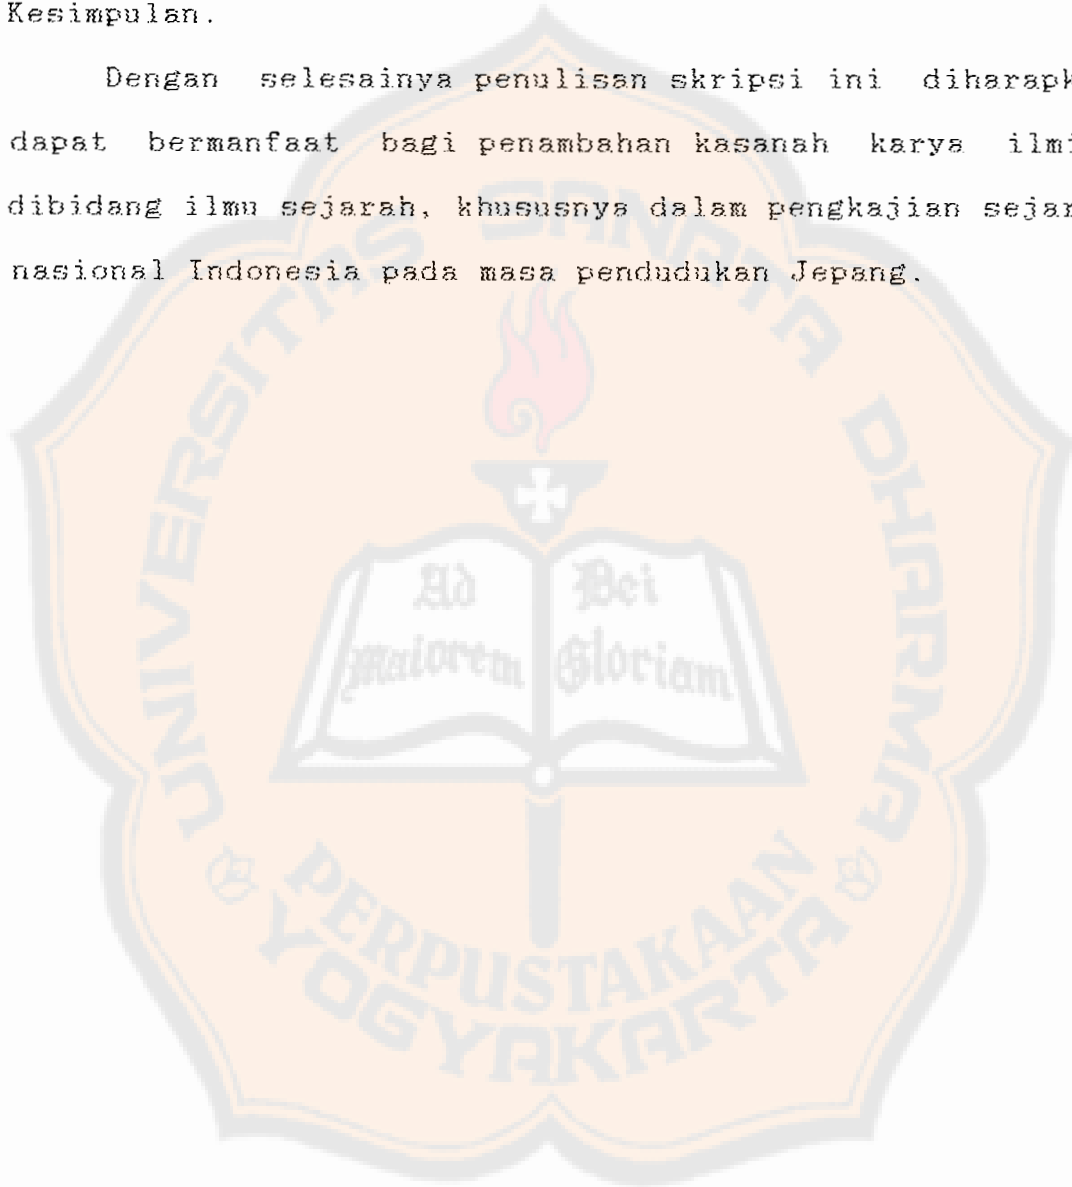 Kesimpulan.
Dengan selesainya penulisan skripsi ini diharapk
dapat bermanfaat bagi penambahan kasanah karya ilmi
dibidang ilmu sejarah, khususnya dalam pengkajian sejar
nasional Indonesia pada masa pendudukan Jepang.
UNIVERSITAS SANATA DHARMA
Ad Dei
maiorem Gloriam
PERPUSTAKAAN
YOGYAKARTA